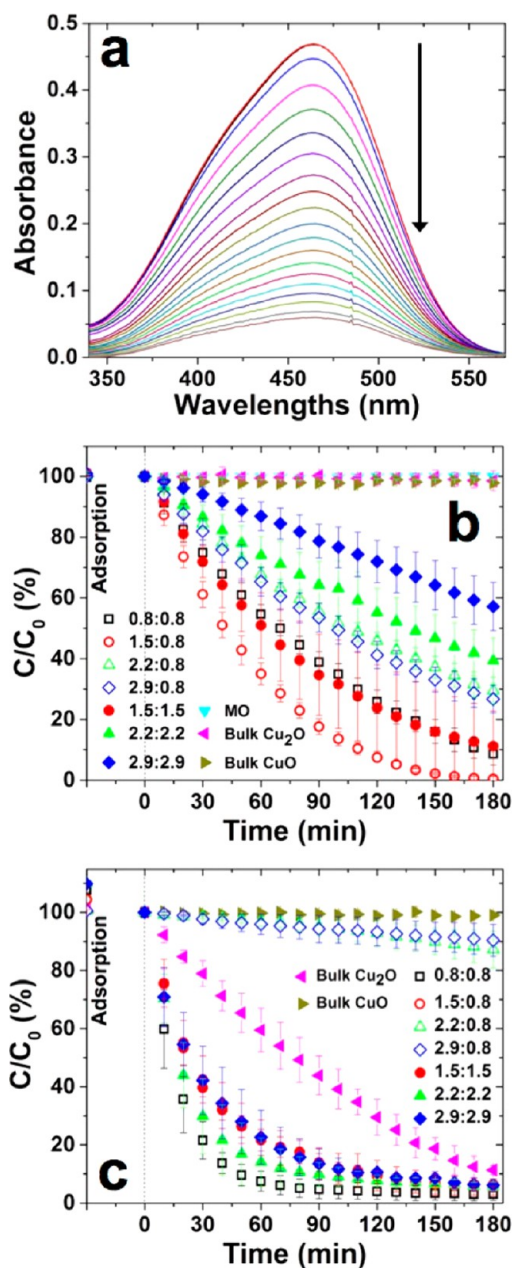 a
0.5
0.4
0.3
0.2
0.1
0.0
Absorbance
350 400 450 500 550
Wavelengths (nm)
b
100
80
60
40
20
0
C/C0 (%)
Adsorption
0.8:0.8
1.5:0.8
2.2:0.8
2.9:0.8
1.5:1.5
2.2:2.2
2.9:2.9
MO
Bulk Cu2O
Bulk CuO
0 30 60 90 120 150 180
Time (min)
c
100
80
60
40
20
0
C/C0 (%)
Adsorption
Bulk Cu2O
Bulk CuO
0.8:0.8
1.5:0.8
2.2:0.8
2.9:0.8
1.5:1.5
2.2:2.2
2.9:2.9
0 30 60 90 120 150 180
Time (min)